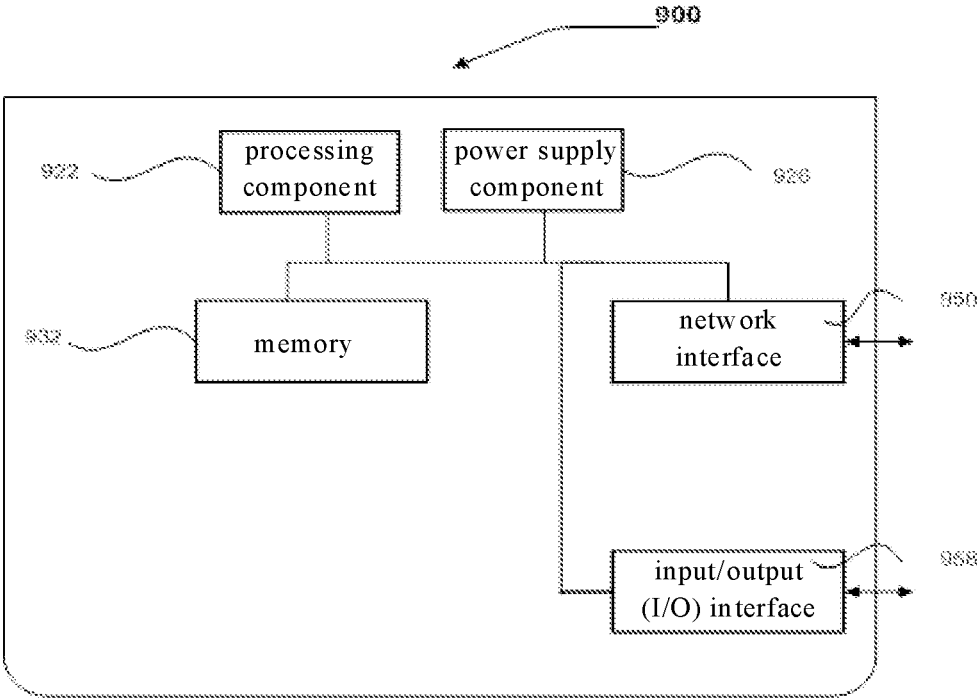 900
processing
component
922
power supply
component
926
memory
932
network
interface
950
input/output
(I/O) interface
958